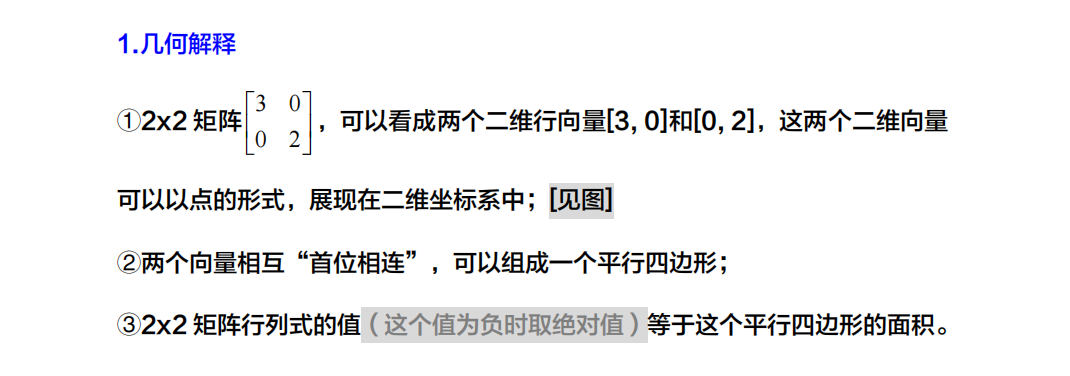 1.几何解释
①2x2 矩阵[3 0 0 2]，可以看成两个二维行向量[3, 0]和[0, 2]，这两个二维向量
可以以点的形式，展现在二维坐标系中；[见图]
②两个向量相互“首位相连”，可以组成一个平行四边形；
③2x2 矩阵行列式的值（这个值为负时取绝对值）等于这个平行四边形的面积。